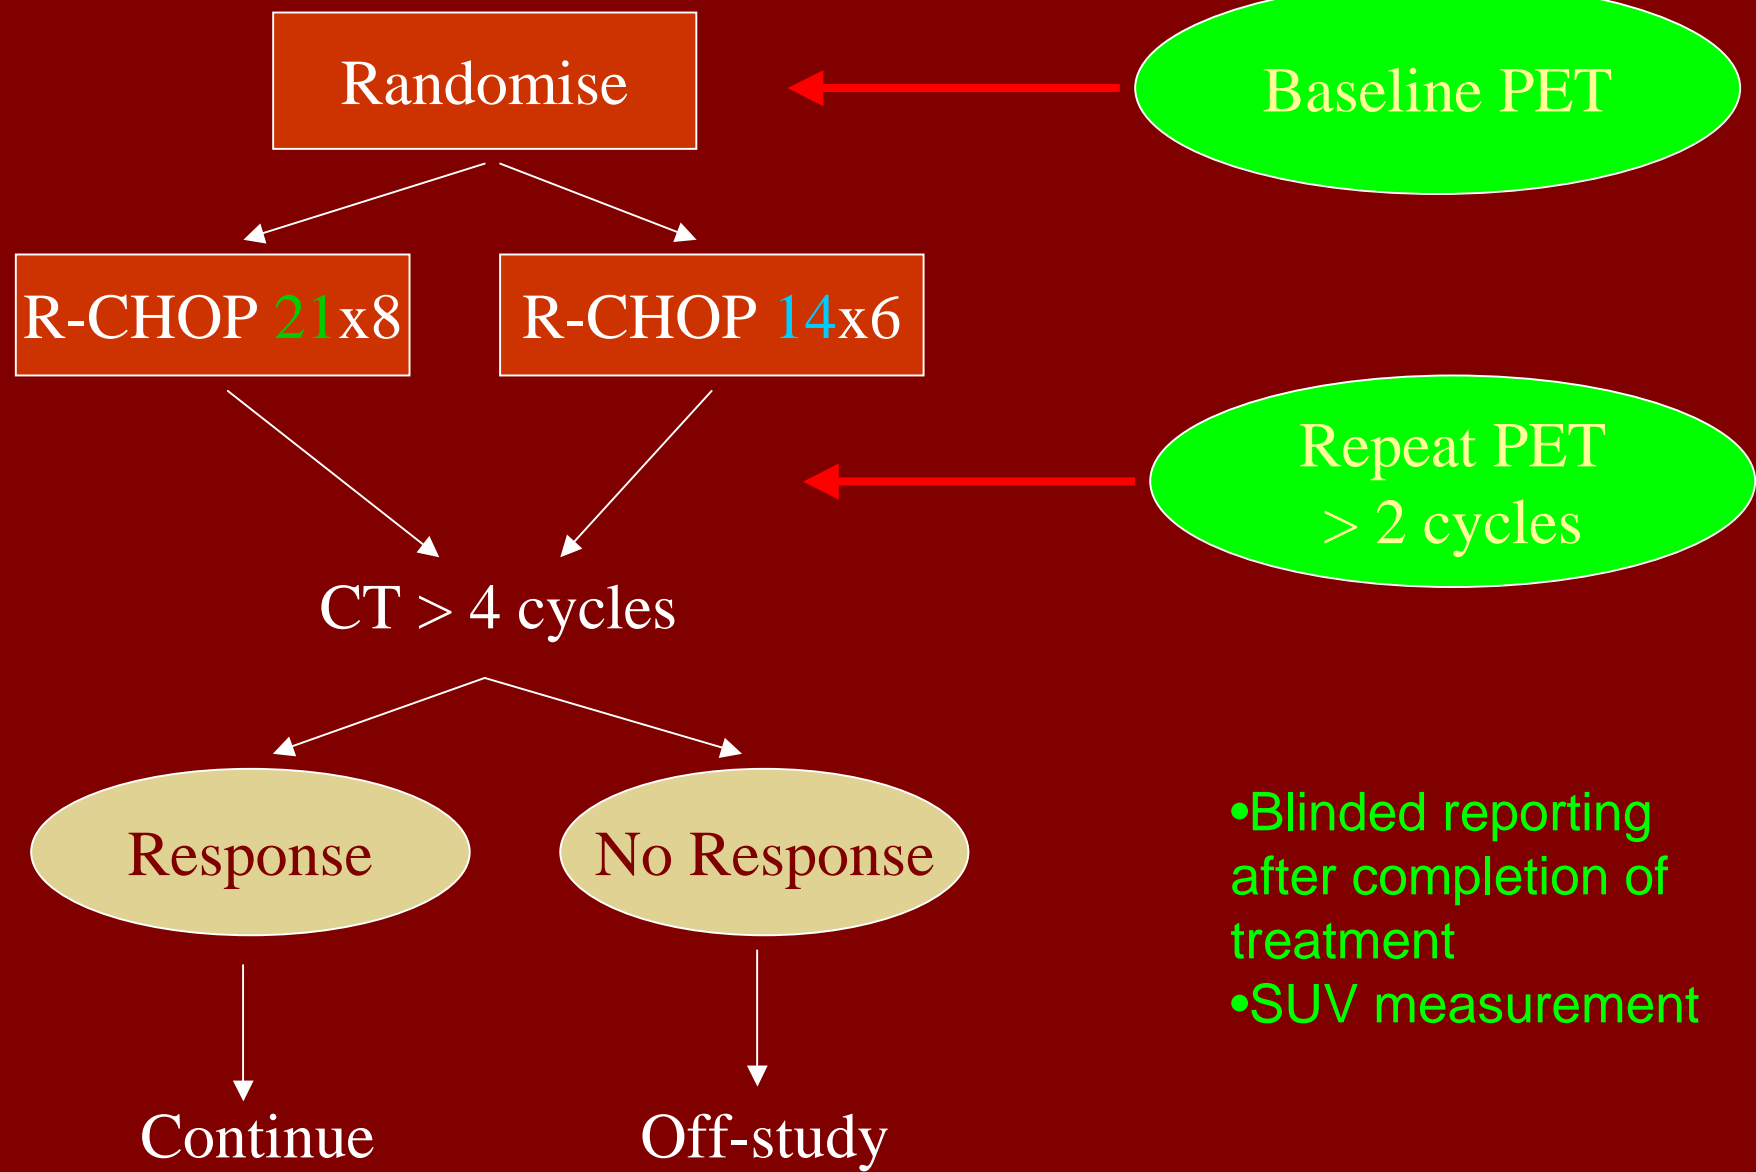 Randomise
Baseline PET
R-CHOP 21x8
R-CHOP 14x6
Repeat PET
> 2 cycles
CT > 4 cycles
Response
No Response
•Blinded reporting
after completion of
treatment
•SUV measurement
Continue
Off-study